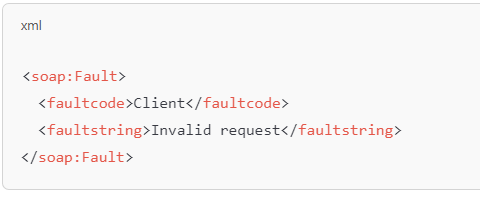 xml
<soap:Fault>
  <faultcode>Client</faultcode>
  <faultstring>Invalid request</faultstring>
</soap:Fault>